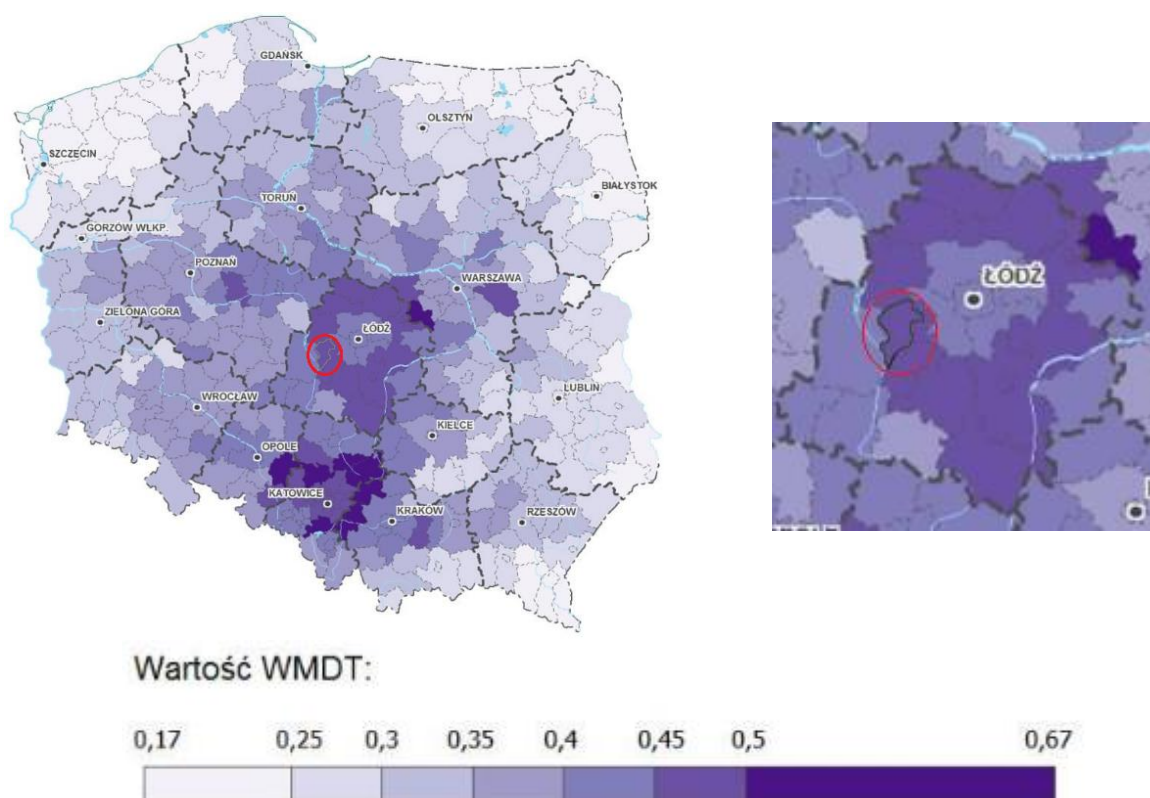 GDAŃSK
OLSZTYN
SZCZECIN
BIAŁYSTOK
TORUŃ
GORZÓW WLKP.
POZNAŃ
WARSZAWA
ZIELONA GÓRA
ŁÓDŹ
ŁÓDŹ
LUBLIN
WROCŁAW
KIELCE
OPOLE
KATOWICE
KRAKÓW
RZESZÓW
Wartość WMDT:
0,17 0,25 0,3 0,35 0,4 0,45 0,5 0,67